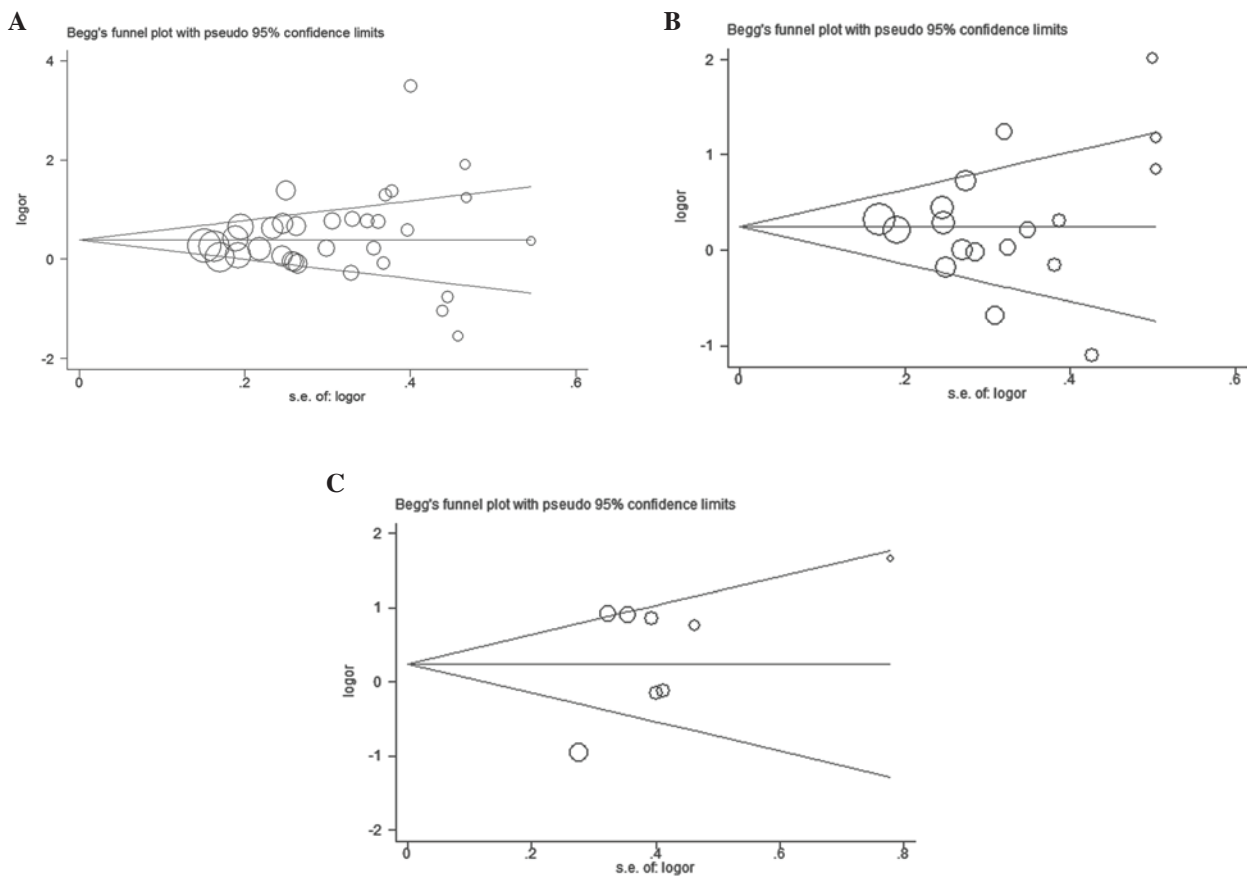 A
Begg's funnel plot with pseudo 95% confidence limits
4
2
0
-2
logor
0 .2 .4 .6
s.e. of: logor
B
Begg's funnel plot with pseudo 95% confidence limits
2
1
0
-1
logor
0 .2 .4 .6
s.e. of: logor
C
Begg's funnel plot with pseudo 95% confidence limits
2
1
0
-1
-2
logor
0 .2 .4 .6 .8
s.e. of: logor